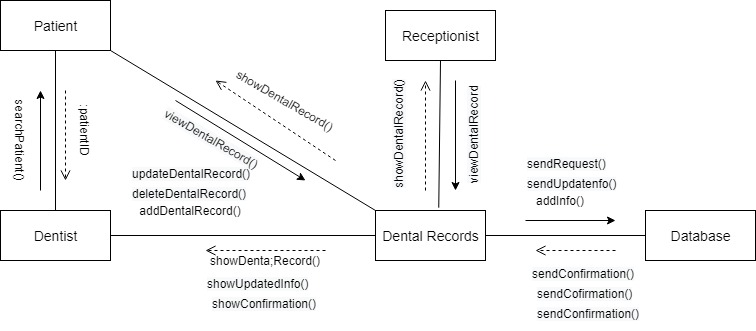 Patient
Receptionist
showDentalRecord()
viewDentalRecord()
searchPatient()
:patientID
showDentalRecord()
viewDentalRecord
updateDentalRecord()
deleteDentalRecord()
addDentalRecord()
sendRequest()
sendUpdatenfo()
addInfo()
Dentist
Dental Records
Database
showDenta;Record()
showUpdatedInfo()
showConfirmation()
sendConfirmation()
sendCofirmation()
sendConfirmation()